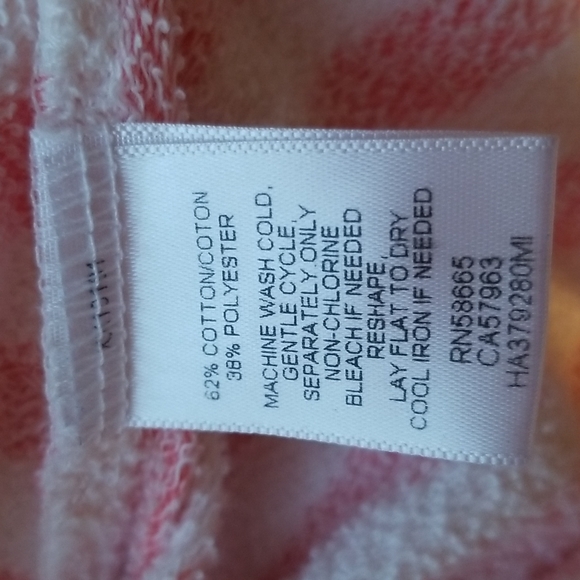 62% COTTON/COTON
38% POLYESTER
MACHINE WASH COLD,
GENTLE CYCLE,
SEPARATELY ONLY
NON-CHLORINE
BLEACH IF NEEDED
RESHAPE,
LAY FLAT TO DRY
COOL IRON IF NEEDED
RN58665
CA57963
HA379280MI